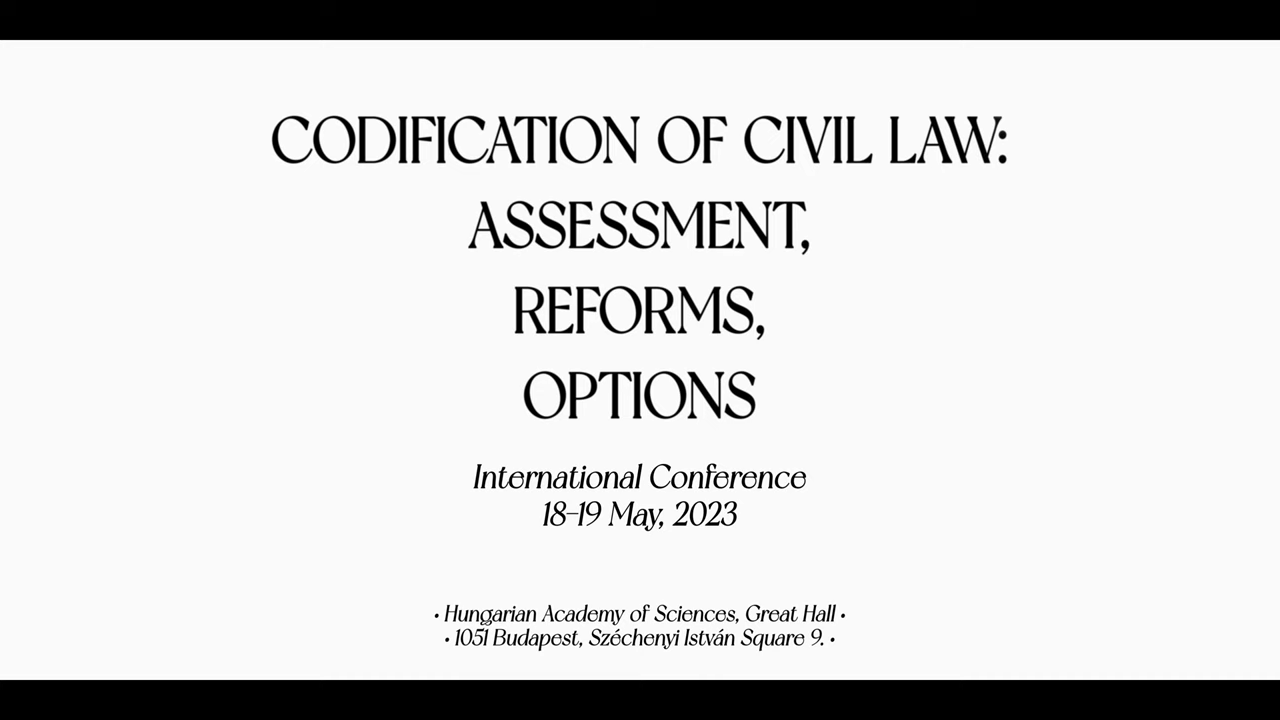 CODIFICATION OF CIVIL LAW:
ASSESSMENT,
REFORMS,
OPTIONS
International Conference
18-19 May, 2023
• Hungarian Academy of Sciences, Great Hall •
• 1051 Budapest, Széchenyi István Square 9. •